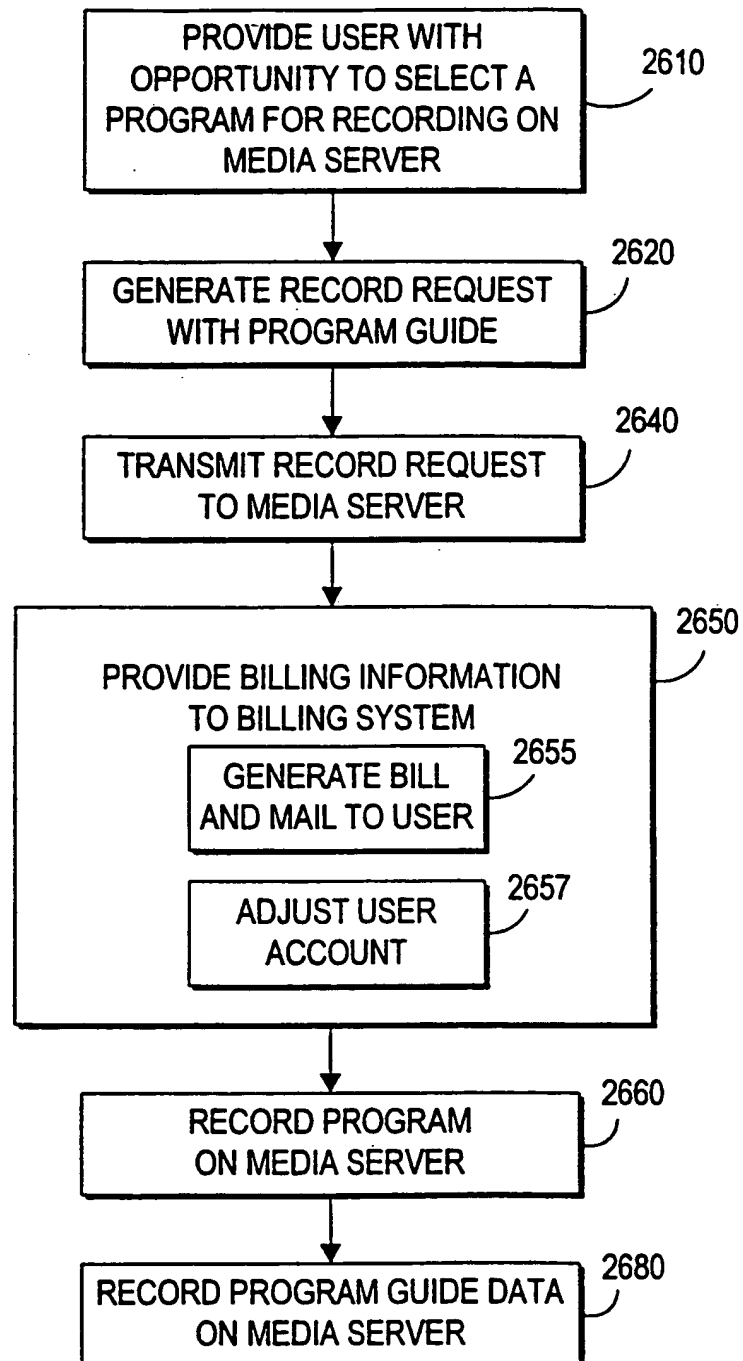 PROVIDE USER WITH
OPPORTUNITY TO SELECT A
PROGRAM FOR RECORDING ON
MEDIA SERVER
2610
GENERATE RECORD REQUEST
WITH PROGRAM GUIDE
2620
TRANSMIT RECORD REQUEST
TO MEDIA SERVER
2640
PROVIDE BILLING INFORMATION
TO BILLING SYSTEM
2650
GENERATE BILL
AND MAIL TO USER
2655
ADJUST USER
ACCOUNT
2657
RECORD PROGRAM
ON MEDIA SERVER
2660
RECORD PROGRAM GUIDE DATA
ON MEDIA SERVER
2680